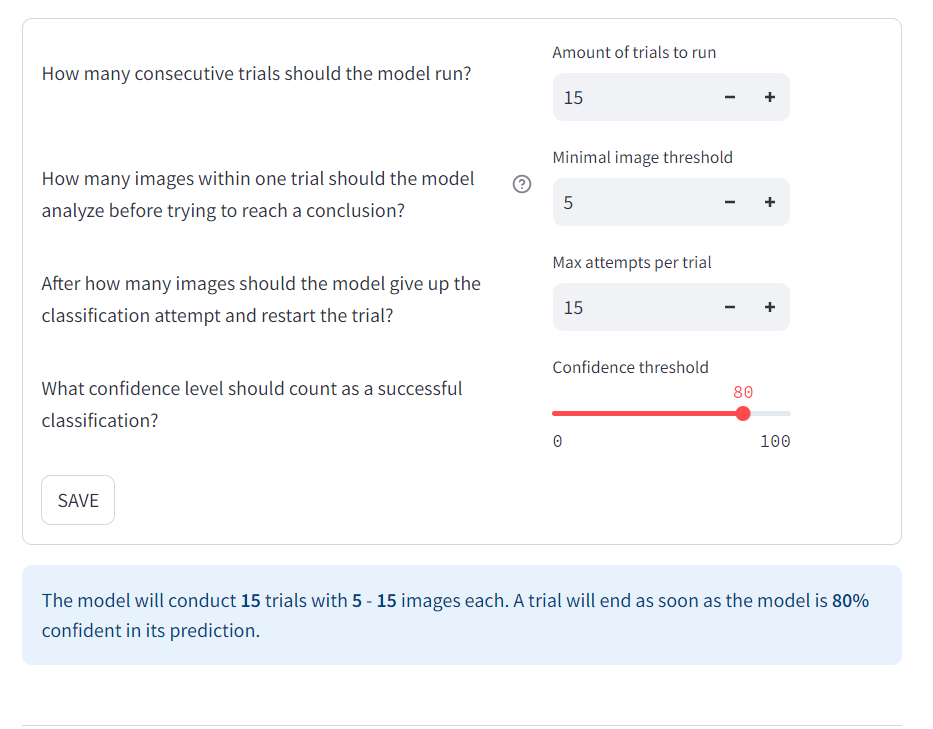 How many consecutive trials should the model run?
Amount of trials to run
15 − +
How many images within one trial should the model
analyze before trying to reach a conclusion?
?
Minimal image threshold
5 − +
After how many images should the model give up the
classification attempt and restart the trial?
Max attempts per trial
15 − +
What confidence level should count as a successful
classification?
Confidence threshold
80
0 100
SAVE
The model will conduct 15 trials with 5 - 15 images each. A trial will end as soon as the model is 80%
confident in its prediction.